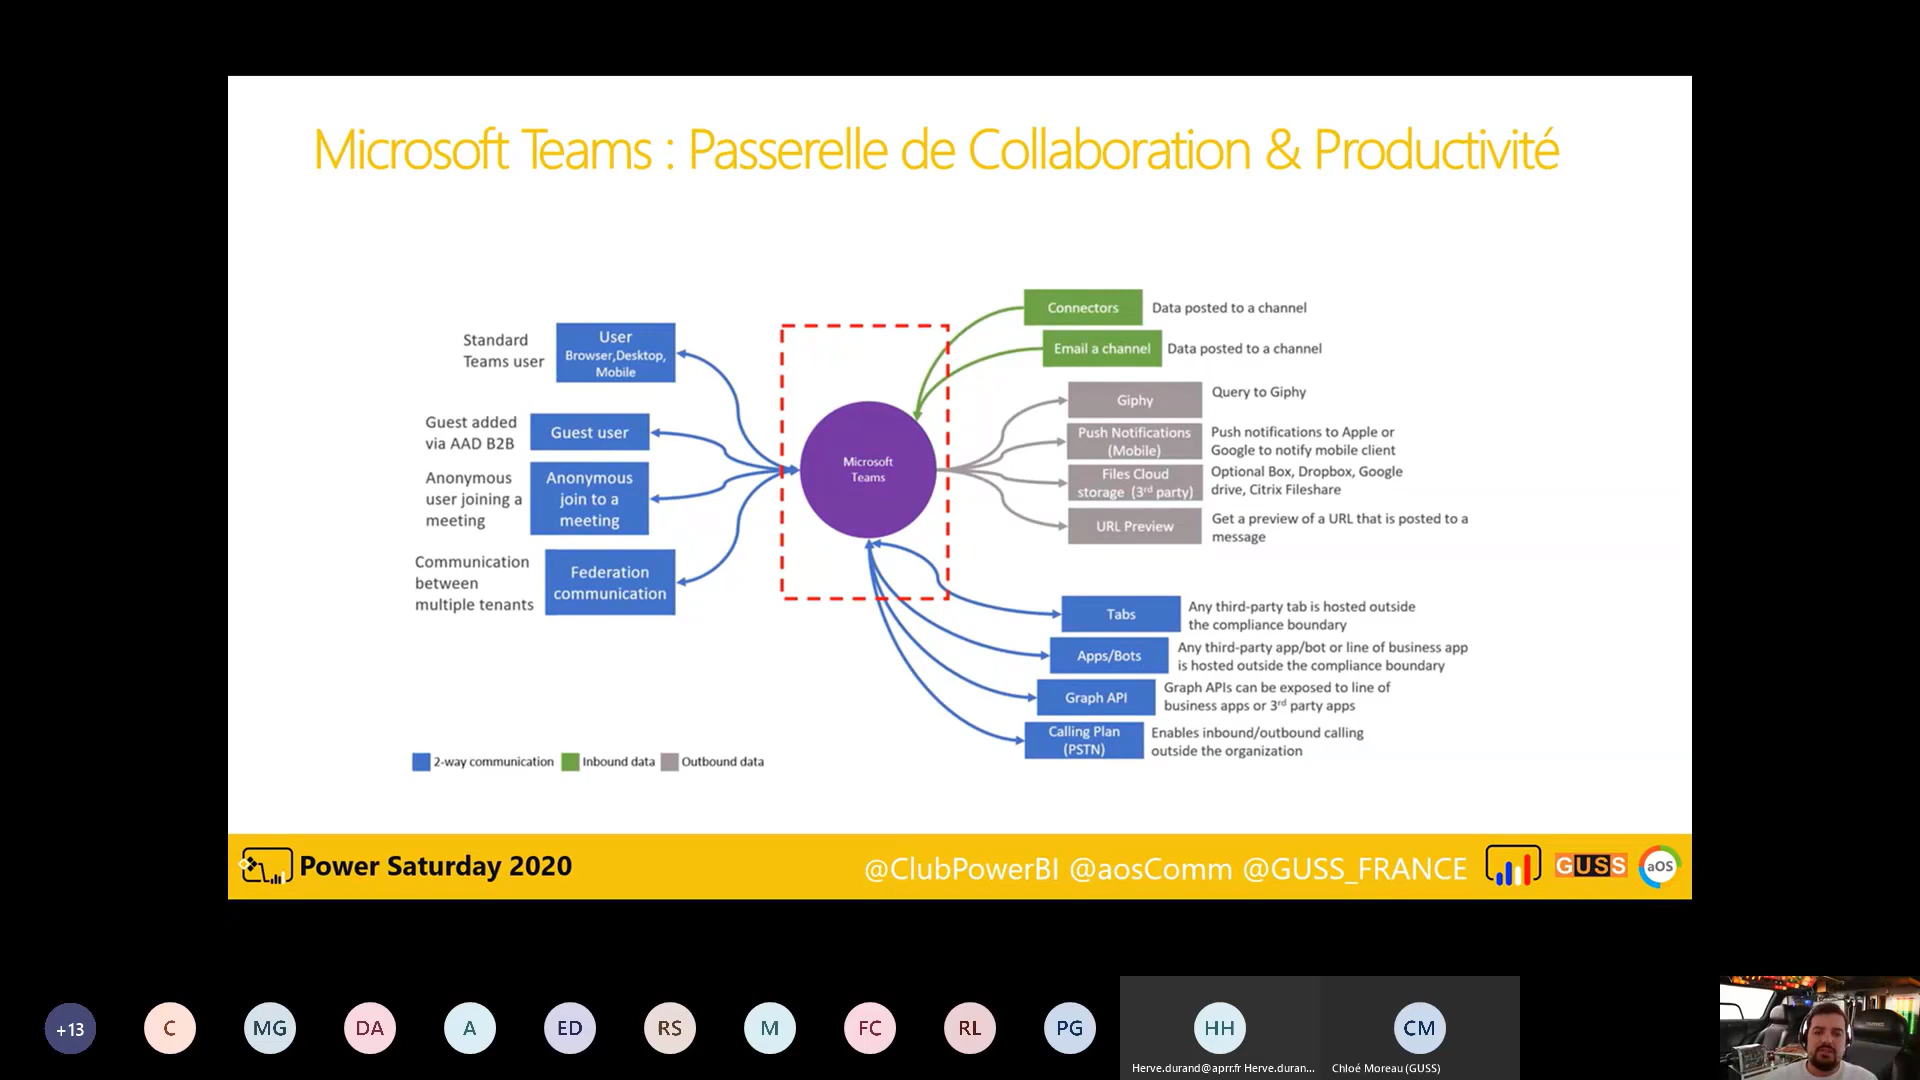 Microsoft Teams : Passerelle de Collaboration & Productivité
Standard
Teams user
User
Browser,Desktop,
Mobile
Guest added
via AAD B2B
Guest user
Anonymous
user joining a
meeting
Anonymous
join to a
meeting
Communication
between
multiple tenants
Federation
communication
Microsoft
Teams
Connectors
Data posted to a channel
Email a channel
Data posted to a channel
Giphy
Query to Giphy
Push Notifications
(Mobile)
Push notifications to Apple or
Google to notify mobile client
Files Cloud
storage (3rd party)
Optional Box, Dropbox, Google
drive, Citrix Fileshare
URL Preview
Get a preview of a URL that is posted to a
message
Tabs
Any third-party tab is hosted outside
the compliance boundary
Apps/Bots
Any third-party app/bot or line of business app
is hosted outside the compliance boundary
Graph API
Graph APIs can be exposed to line of
business apps or 3rd party apps
Calling Plan
(PSTN)
Enables inbound/outbound calling
outside the organization
2-way communication
Inbound data
Outbound data
Power Saturday 2020
@ClubPowerBI @aosComm @GUSS_FRANCE
GUSS
aOS
+13
C
MG
DA
A
ED
RS
M
FC
RL
PG
HH
CM
Herve.durand@aprr.fr Herve.duran...
Chloé Moreau (GUSS)